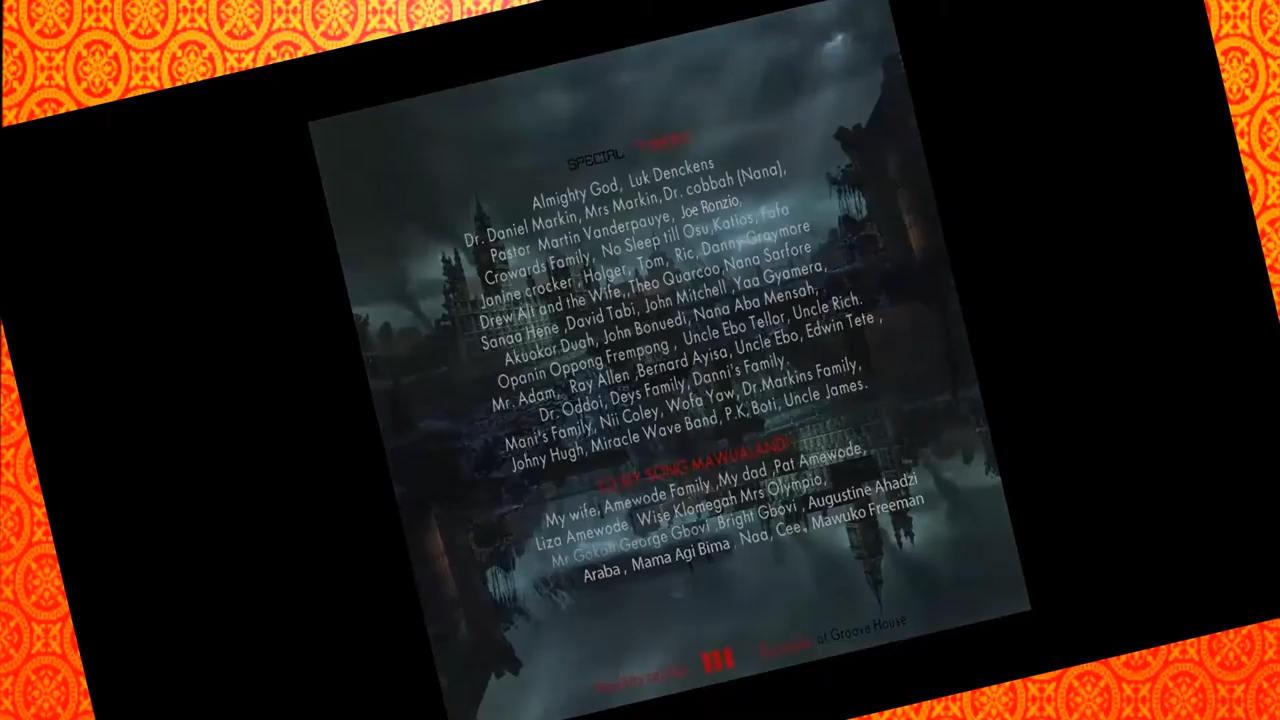 SPECIAL
Almighty God, Luk Denckens
Dr. Daniel Markin, Mrs Markin, Dr. cobbah (Nana),
Pastor Martin Vanderpauye, Joe Ronzio,
Crowards Family, No Sleep till Osu,Katios, Fafa
Janine crocker, Holger, Tom, Ric, Danny Graymore
Drew Alt and the Wife, Theo Quarcoo,Nana Sarfore
Sanaa Hene ,David Tabi, John Mitchell Yaa Gyamera,
Akuokor Duah, John Bonuedi, Nana Aba Mensah,
Opanin Oppong Frempong , Uncle Ebo Tellor, Uncle Rich.
Mr. Adam, Ray Allen ,Bernard Ayisa, Uncle Ebo, Edwin Tete ,
Dr. Oddoi, Deys Family, Danni's Family
Mani's Family, Nii Coley, Wofa Yaw, Dr.Markins Family,
Johny Hugh, Miracle Wave Band, P.K, Boti, Uncle James.
BY SONG MAWUALANDI
My wife, Amewode Family ,My dad ,Pat Amewode,
Liza Amewode, Wise Klomegah Mrs Olympio,
Mr George Gbovi ,Bright Gbovi , Augustine Ahadzi
Araba , Mama Agi Bima , Naa, Cee , Mawuko Freeman
at Groove House